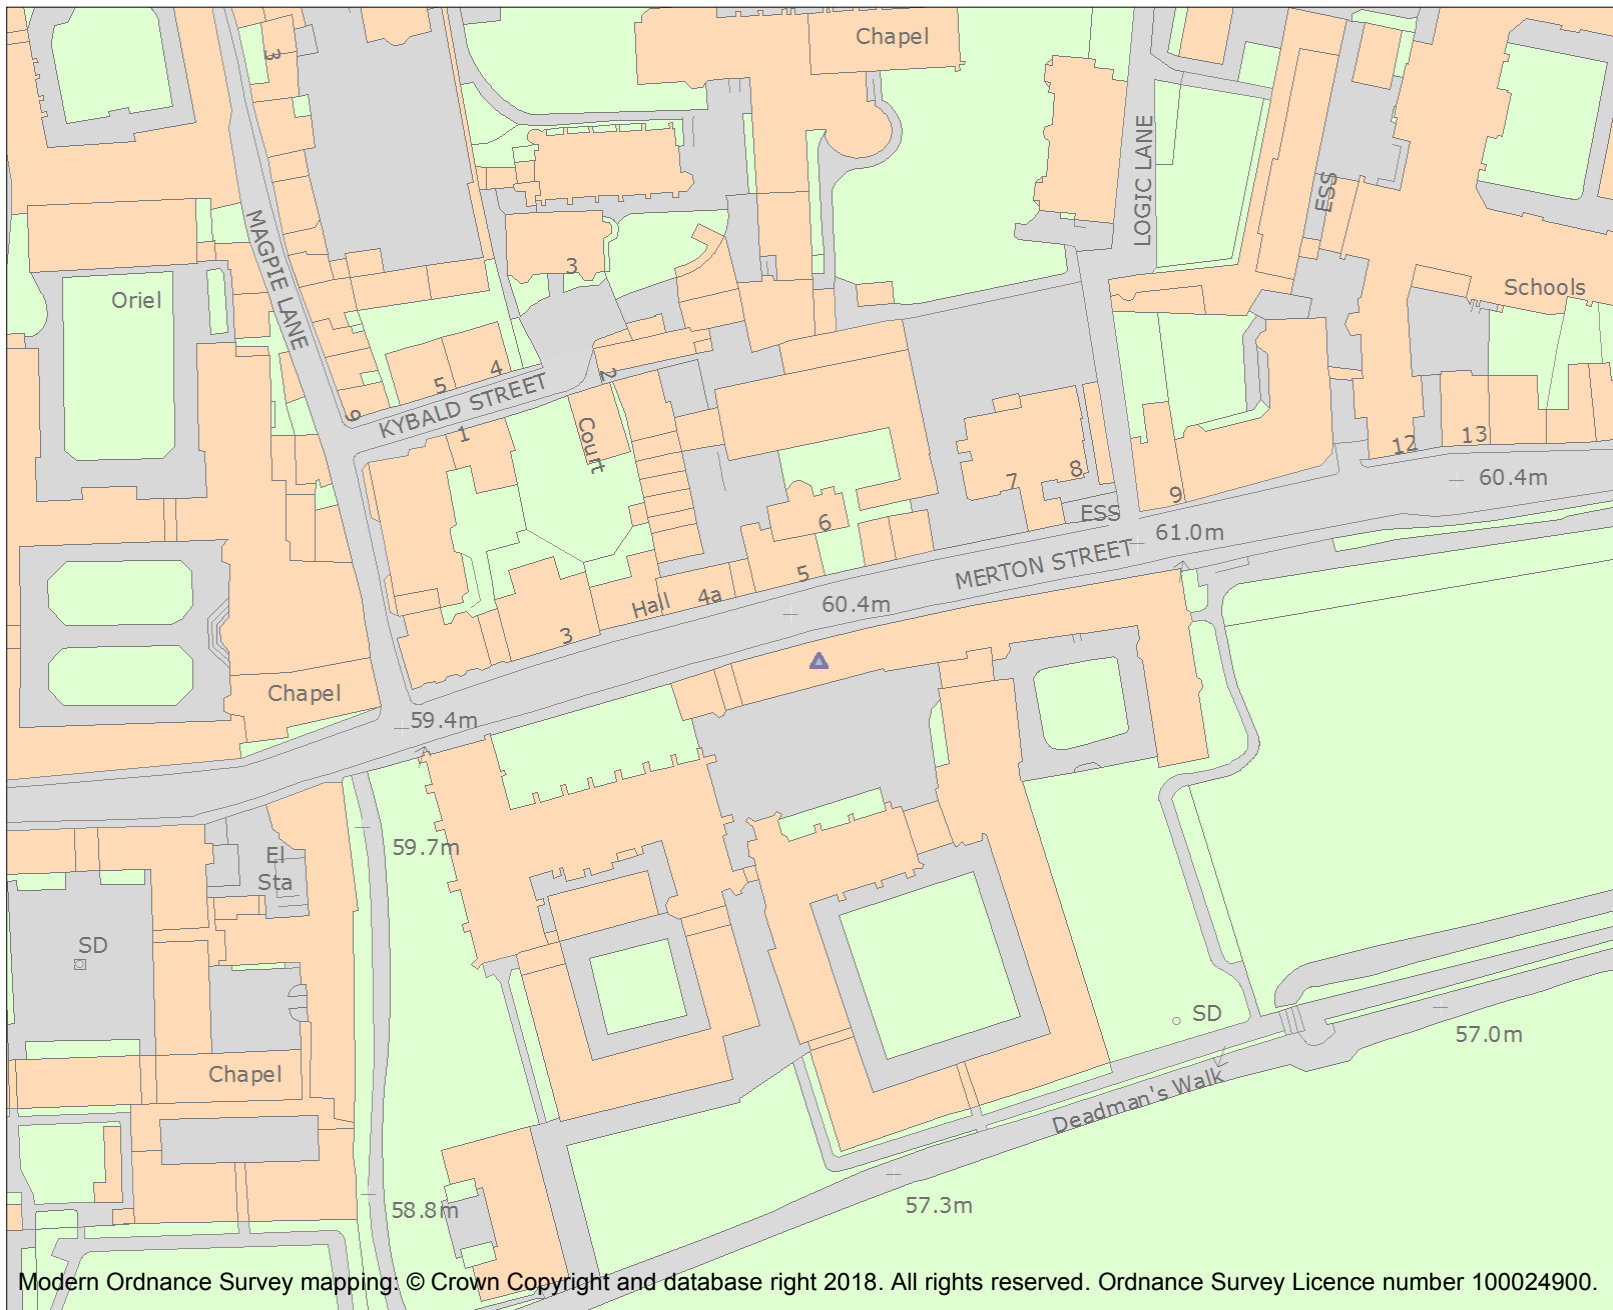 Chapel
3
LOGIC LANE
ESS
MAGPIE LANE
3
Oriel
Schools
5
4
2
9
KYBALD STREET
1
Court
12
13
7
8
9
60.4m
ESS
6
61.0m
MERTON STREET
5
4a
Hall
60.4m
3
Chapel
59.4m
59.7m
El
Sta
SD
SD
57.0m
Chapel
Deadman's Walk
58.8m
57.3m
Modern Ordnance Survey mapping: © Crown Copyright and database right 2018. All rights reserved. Ordnance Survey Licence number 100024900.